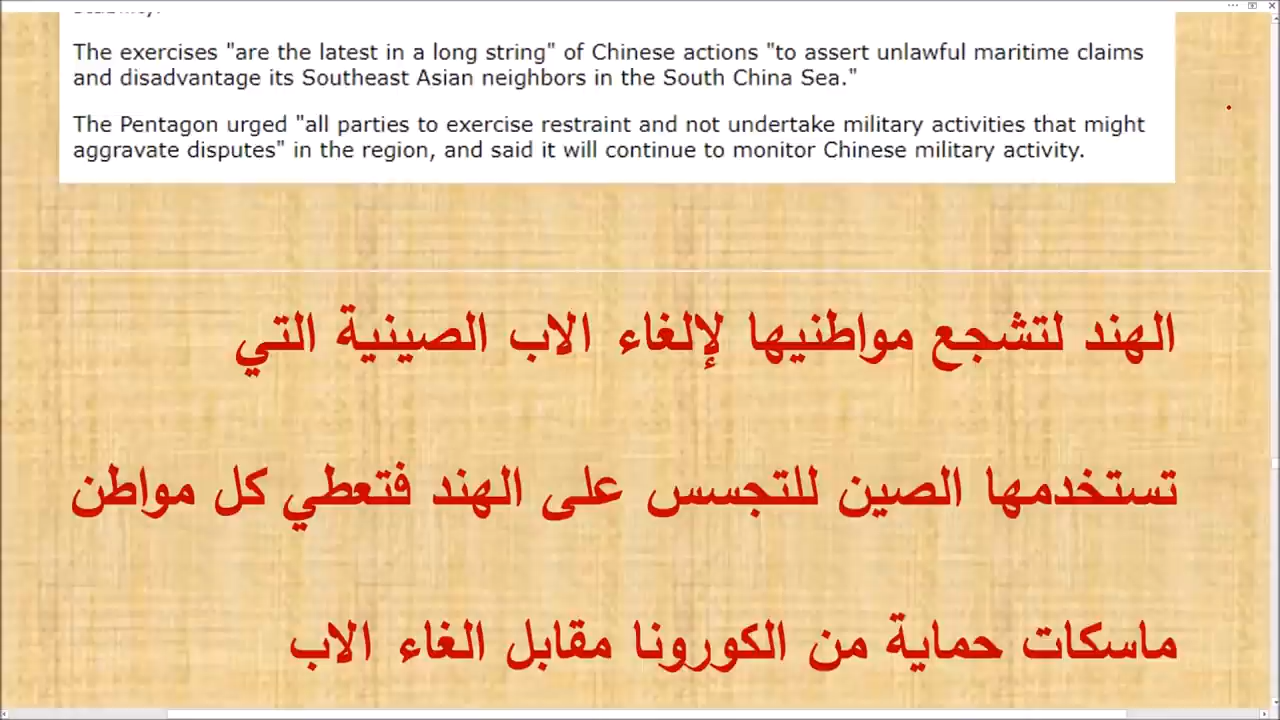 The exercises "are the latest in a long string" of Chinese actions "to assert unlawful maritime claims
and disadvantage its Southeast Asian neighbors in the South China Sea."
The Pentagon urged "all parties to exercise restraint and not undertake military activities that might
aggravate disputes" in the region, and said it will continue to monitor Chinese military activity.
الهند لتشجع مواطنيها لإلغاء الاب الصينية التي
تستخدمها الصين للتجسس على الهند فتعطي كل مواطن
ماسكات حماية من الكورونا مقابل الغاء الاب